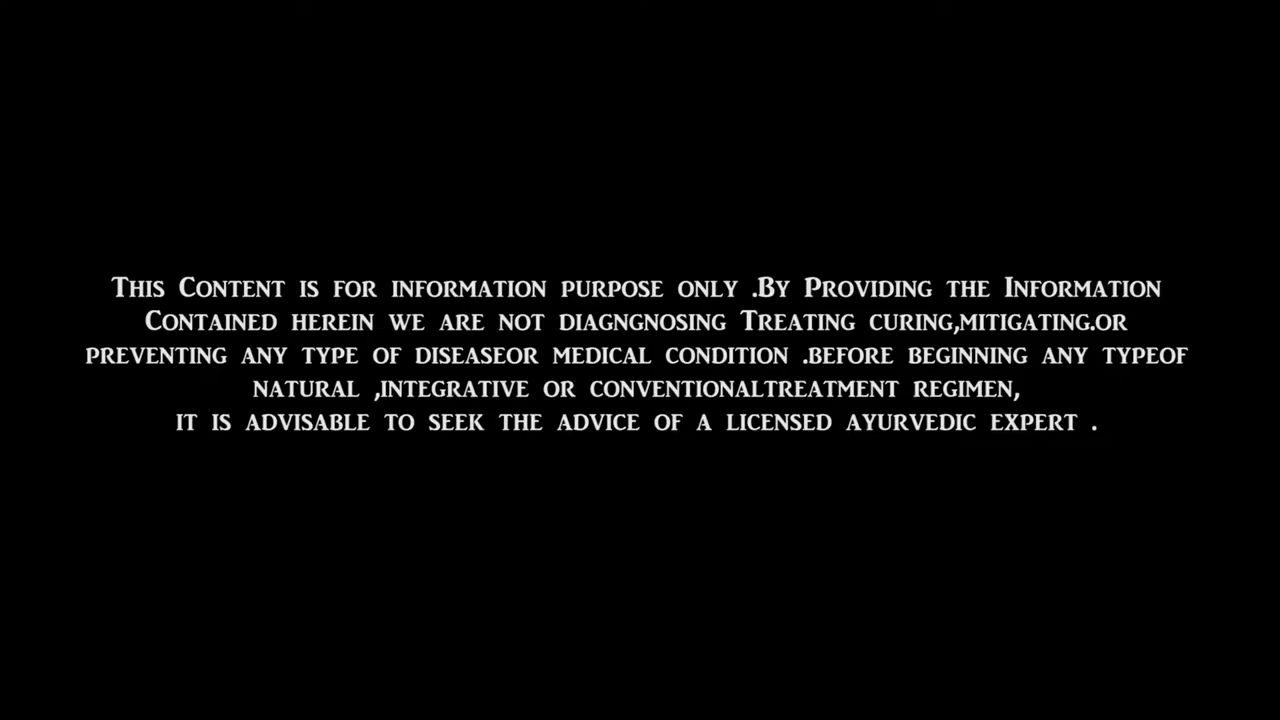 This Content is for information purpose only .By Providing the Information
Contained herein we are not diagngnosing Treating curing,mitigating.or
preventing any type of diseaseor medical condition .before beginning any typeof
natural ,integrative or conventionaltreatment regimen,
it is advisable to seek the advice of a licensed ayurvedic expert .